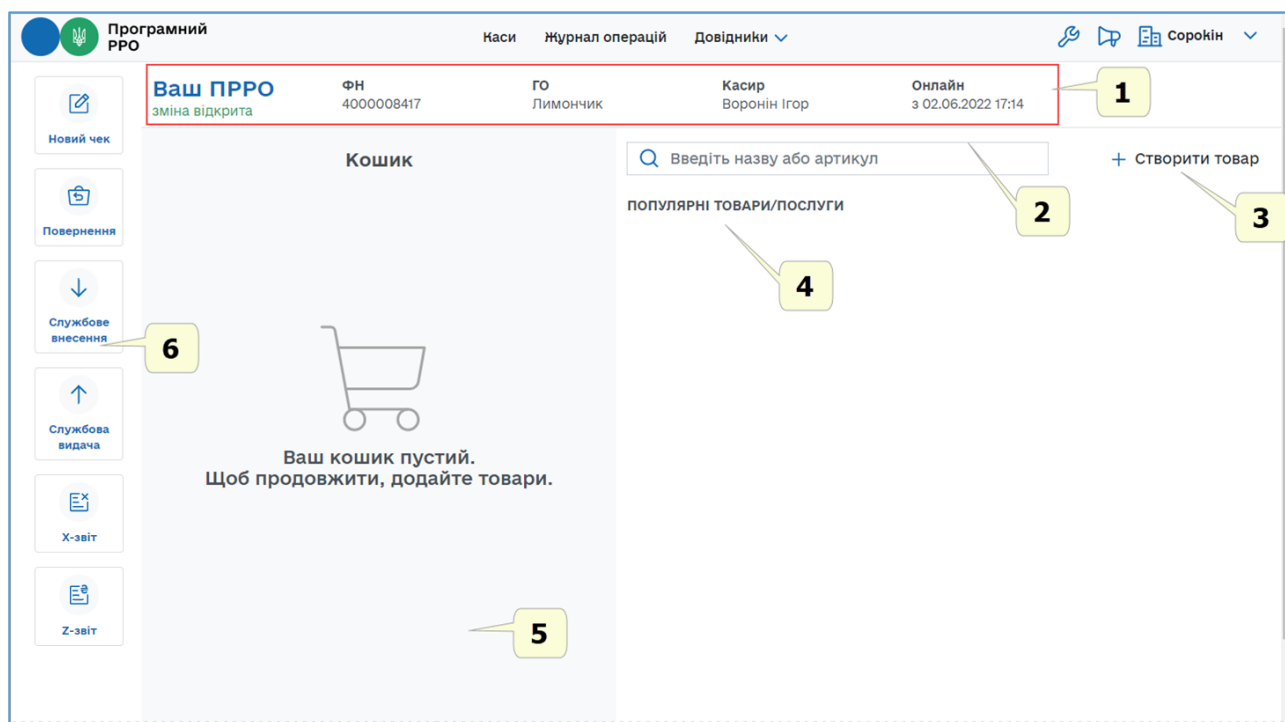 Програмний
РРО
Каси Журнал операцій Довідники
Сорокін
Новий чек
Повернення
Службове
внесення
Службова
видача
X-звіт
Z-звіт
Ваш ПРРО
зміна відкрита
ФН
4000008417
ГО
Лимончик
Касир
Воронін Ігор
Онлайн
з 02.06.2022 17:14
1
Кошик
Введіть назву або артикул
+ Створити товар
2
3
ПОПУЛЯРНІ ТОВАРИ/ПОСЛУГИ
4
6
Ваш кошик пустий.
Щоб продовжити, додайте товари.
5